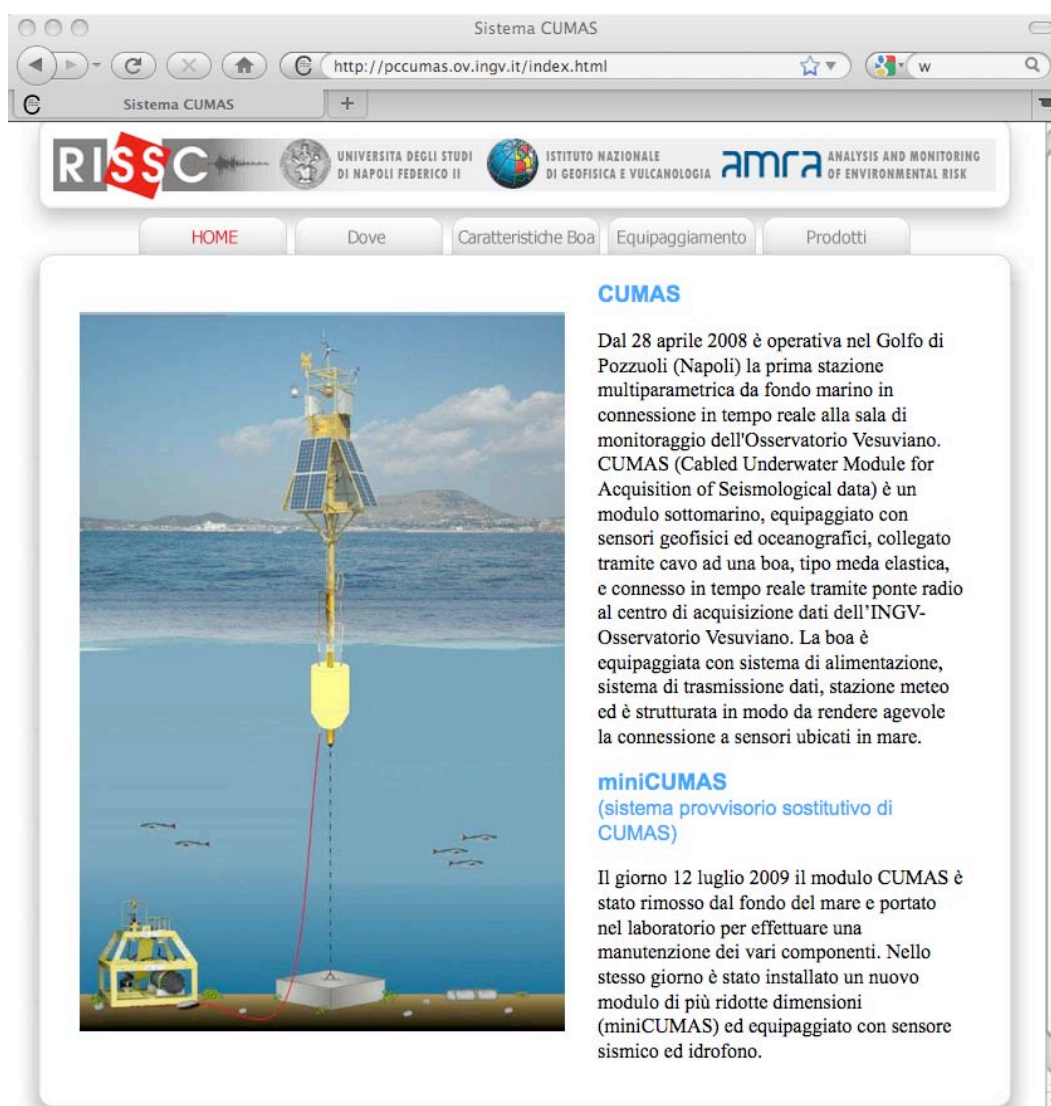 Sistema CUMAS
http://pccumas.ov.ingv.it/index.html
w
Sistema CUMAS
RISSC
UNIVERSITA DEGLI STUDI
DI NAPOLI FEDERICO II
ISTITUTO NAZIONALE
DI GEOFISICA E VULCANOLOGIA
amra
ANALYSIS AND MONITORING
OF ENVIRONMENTAL RISK
HOME
Dove
Caratteristiche Boa
Equipaggiamento
Prodotti
CUMAS
Dal 28 aprile 2008 è operativa nel Golfo di
Pozzuoli (Napoli) la prima stazione
multiparametrica da fondo marino in
connessione in tempo reale alla sala di
monitoraggio dell'Osservatorio Vesuviano.
CUMAS (Cabled Underwater Module for
Acquisition of Seismological data) è un
modulo sottomarino, equipaggiato con
sensori geofisici ed oceanografici, collegato
tramite cavo ad una boa, tipo meda elastica,
e connesso in tempo reale tramite ponte radio
al centro di acquisizione dati dell'INGV-
Osservatorio Vesuviano. La boa è
equipaggiata con sistema di alimentazione,
sistema di trasmissione dati, stazione meteo
ed è strutturata in modo da rendere agevole
la connessione a sensori ubicati in mare.
miniCUMAS
(sistema provvisorio sostitutivo di
CUMAS)
Il giorno 12 luglio 2009 il modulo CUMAS è
stato rimosso dal fondo del mare e portato
nel laboratorio per effettuare una
manutenzione dei vari componenti. Nello
stesso giorno è stato installato un nuovo
modulo di più ridotte dimensioni
(miniCUMAS) ed equipaggiato con sensore
sismico ed idrofono.